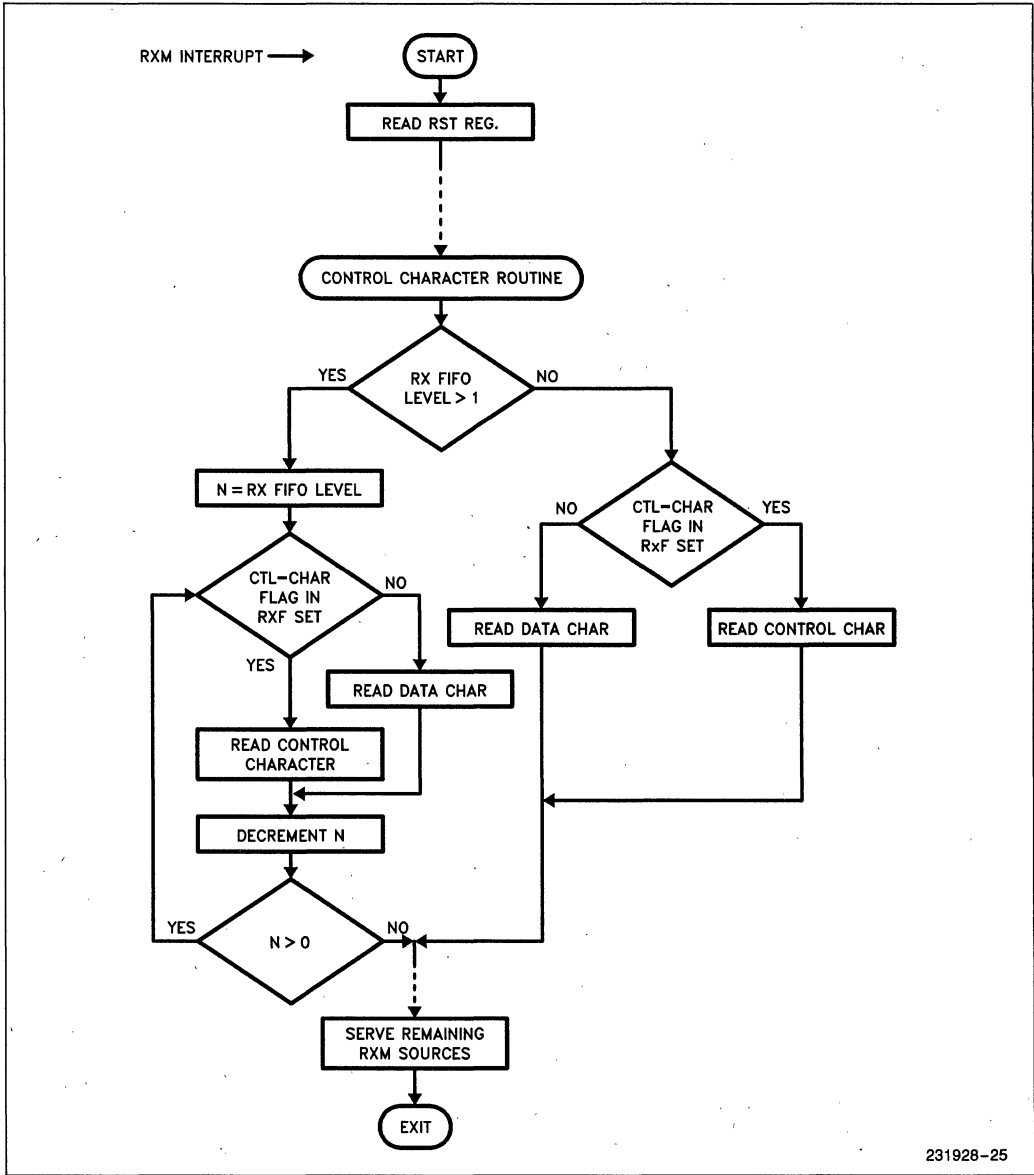 RXM INTERRUPT
START
READ RST REG.
CONTROL CHARACTER ROUTINE
YES
RX FIFO
LEVEL > 1
NO
N = RX FIFO LEVEL
NO
CTL-CHAR
FLAG IN
RxF SET
YES
CTL-CHAR
FLAG IN
RXF SET
NO
YES
READ DATA CHAR
READ CONTROL CHAR
READ DATA CHAR
READ CONTROL
CHARACTER
DECREMENT N
YES
N > 0
NO
SERVE REMAINING
RXM SOURCES
EXIT
231928-25